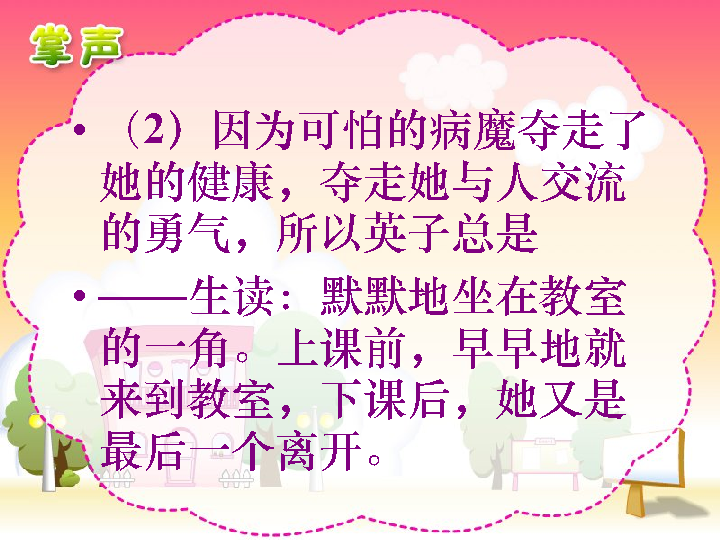 掌声
• （2）因为可怕的病魔夺走了
她的健康，夺走她与人交流
的勇气，所以英子总是
• ——生读：默默地坐在教室
的一角。上课前，早早地就
来到教室，下课后，她又是
最后一个离开。